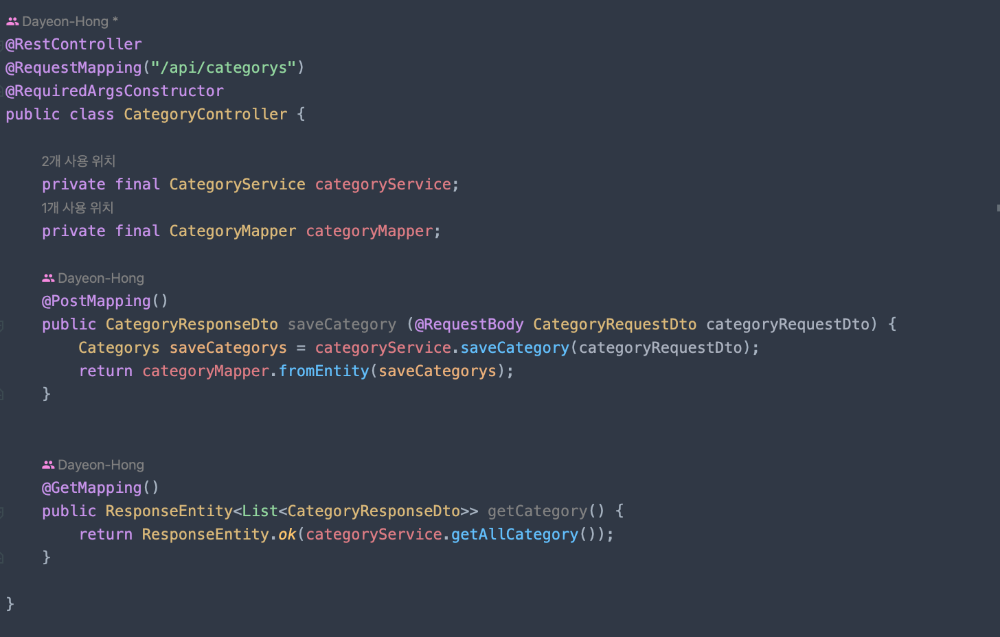 Dayeon-Hong *
@RestController
@RequestMapping("/api/categorys")
@RequiredArgsConstructor
public class CategoryController {
2개 사용 위치
private final CategoryService categoryService;
1개 사용 위치
private final CategoryMapper categoryMapper;
Dayeon-Hong
@PostMapping()
public CategoryResponseDto saveCategory (@RequestBody CategoryRequestDto categoryRequestDto) {
Categorys saveCategorys = categoryService.saveCategory(categoryRequestDto);
return categoryMapper.fromEntity(saveCategorys);
}
Dayeon-Hong
@GetMapping()
public ResponseEntity<List<CategoryResponseDto>> getCategory() {
return ResponseEntity.ok(categoryService.getAllCategory());
}
}